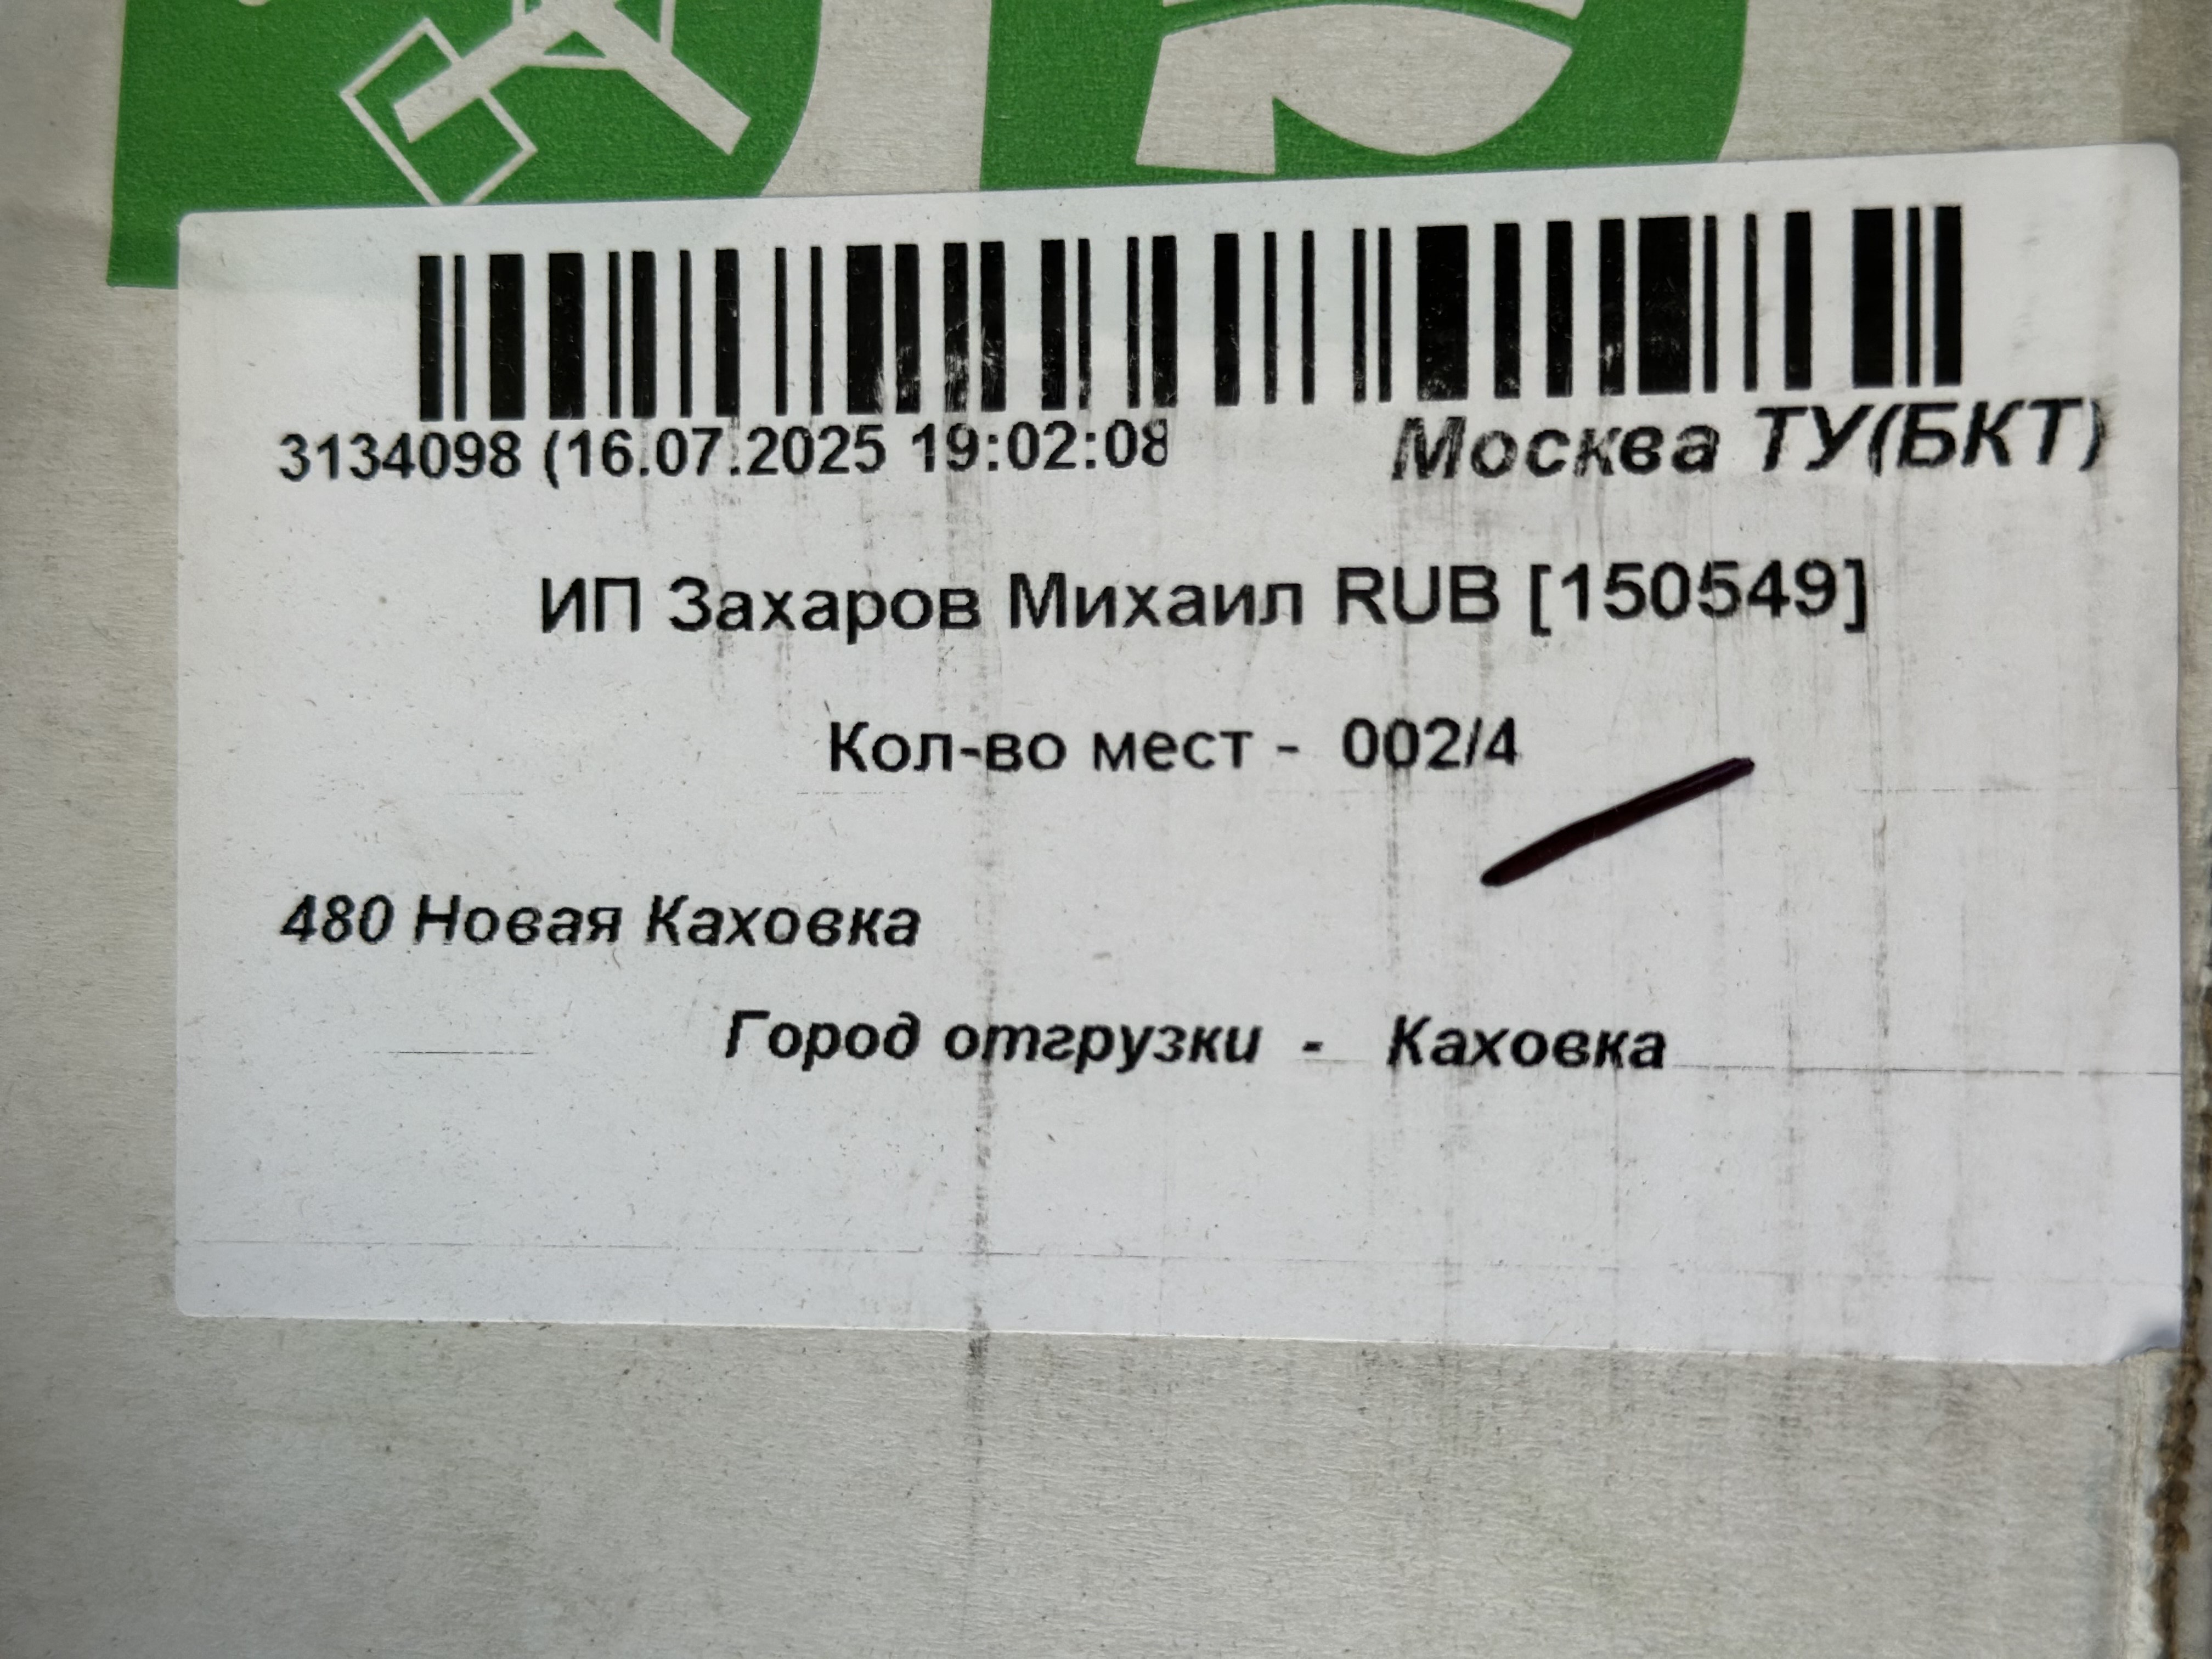 3134098 (16.07.2025 19:02:08
Москва ТУ(БКТ)
ИП Захаров Михаил RUB [150549]
Кол-во мест - 002/4
480 Новая Каховка
Город отгрузки - Каховка